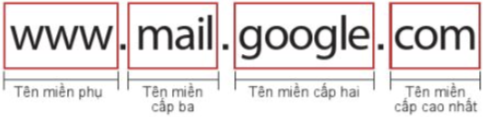 www.mail.google.com
Tên miền phụ
Tên miền cấp ba
Tên miền cấp hai
Tên miền cấp cao nhất